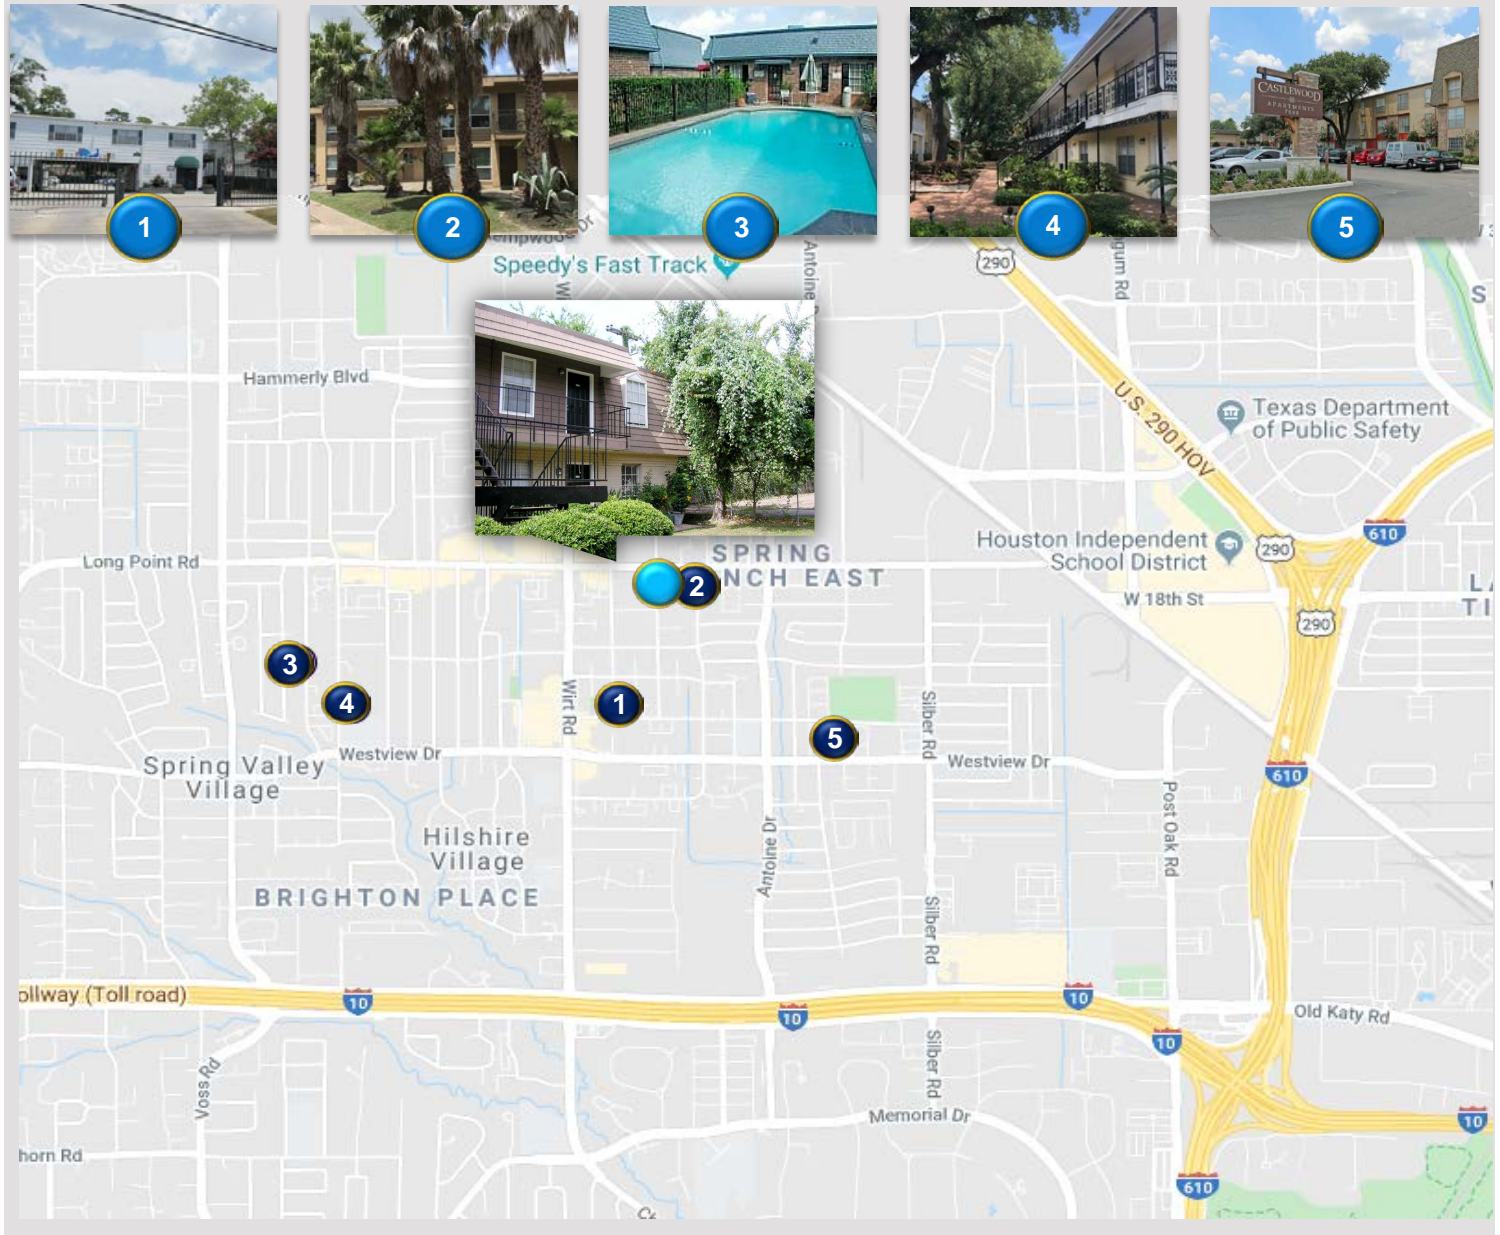 CASTLEWOOD
APARTMENTS
1
2
3
4
5
Speedy's Fast Track
290
Antoine
gum Rd
S
Hammerly Blvd
U.S. 290 HOV
Texas Department
of Public Safety
Long Point Rd
SPRING
NCH EAST
2
Houston Independent
School District
290
610
W 18th St
290
3
4
1
5
Wirt Rd
Silber Rd
Westview Dr
Westview Dr
Spring Valley
Village
610
Post Oak Rd
Hilshire
Village
Antoine Dr
BRIGHTON PLACE
Silber Rd
ollway (Toll road)
10
10
10
10
Old Katy Rd
Silber Rd
Voss Rd
Memorial Dr
10
horn Rd
610